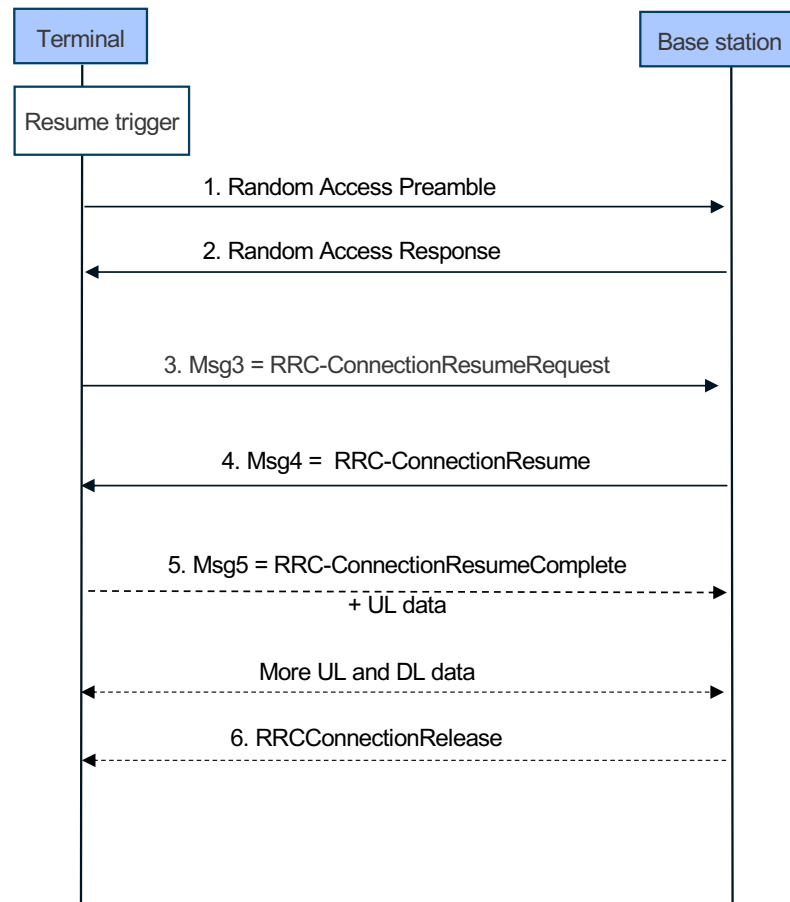 Terminal
Base station
Resume trigger
1. Random Access Preamble
2. Random Access Response
3. Msg3 = RRC-ConnectionResumeRequest
4. Msg4 = RRC-ConnectionResume
5. Msg5 = RRC-ConnectionResumeComplete
+ UL data
More UL and DL data
6. RRCConnectionRelease